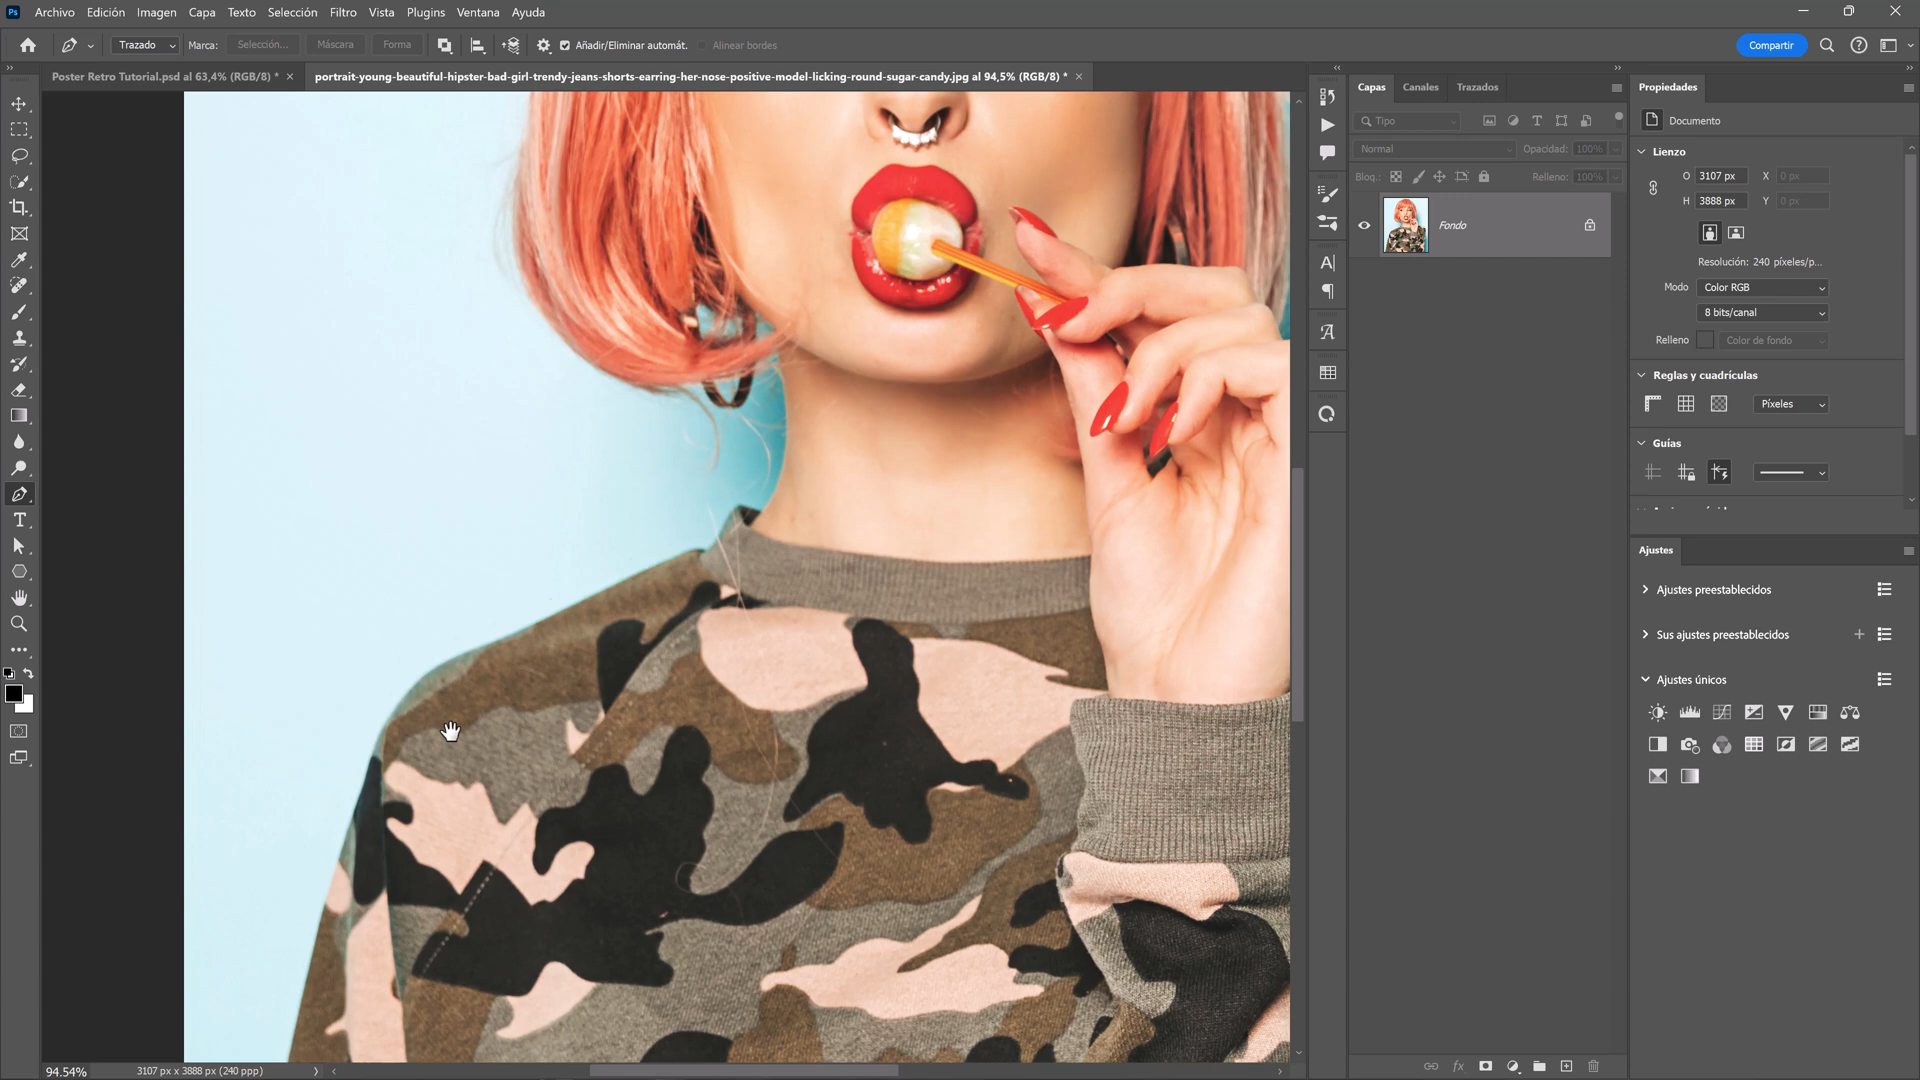 Ps Archivo Edición Imagen Capa Texto Selección Filtro Vista Plugins Ventana Ayuda
Trazado Marca: Selección... Máscara Forma Añadir/Eliminar automát. Alinear bordes Compartir
Poster Retro Tutorial.psd al 63,4% (RGB/8) * × portrait-young-beautiful-hipster-bad-girl-trendy-jeans-shorts-earring-her-nose-positive-model-licking-round-sugar-candy.jpg al 94,5% (RGB/8) * ×
Capas Canales Trazados
Tipo
Normal Opacidad: 100%
Bloq.: Relleno: 100%
Fondo
Propiedades
Documento
Lienzo
O 3107 px X 0 px
H 3888 px Y 0 px
Resolución: 240 píxeles/p...
Modo Color RGB
8 bits/canal
Relleno Color de fondo
Reglas y cuadrículas
Píxeles
Guías
Ajustes
Ajustes preestablecidos
Sus ajustes preestablecidos
Ajustes únicos
94.54% 3107 px x 3888 px (240 ppp)